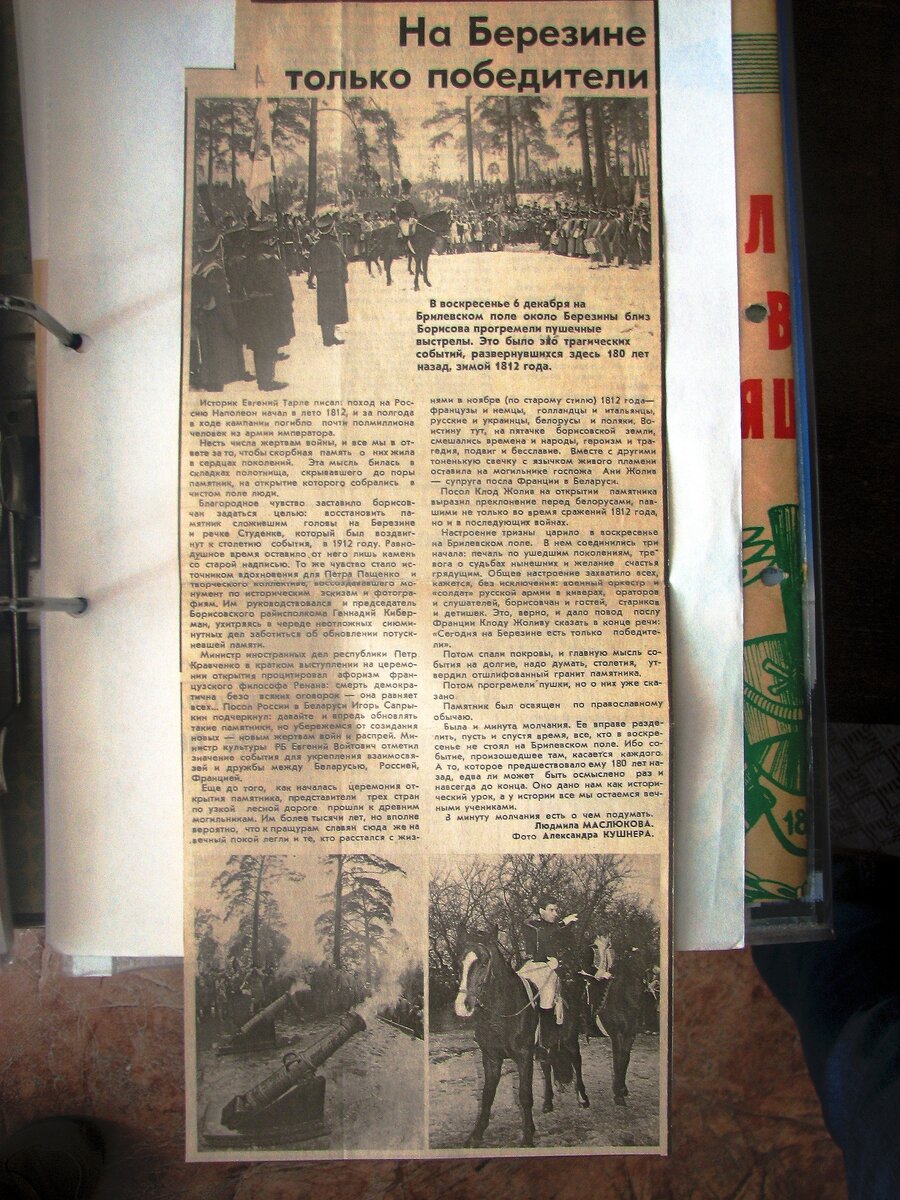 На Березине
только победители
В воскресенье 6 декабря на
Брилевском поле около Березины близ
Борисова прогремели пушечные
выстрелы. Это было эхо трагических
событий, развернувшихся здесь 180 лет
назад, зимой 1812 года.
Историк Евгений Тарле писал: поход на Рос-
сию Наполеон начал в лето 1812, и за полгода
в ходе кампании погибло почти полмиллиона
человек из армии императора.
Несть числа жертвам войны, и все мы в от-
вете за то, чтобы скорбная память о них жила
в сердцах поколений. Эта мысль билась в
складках полотнища, скрывавшего до поры
памятник, на открытие которого собрались в
чистом поле люди.
Благородное чувство заставило борисов-
чан задаться целью: восстановить па-
мятник сложившим головы на Березине
и речке Студенке, который был воздвиг-
нут к столетию события, в 1912 году. Равно-
душное время оставило от него лишь камень
со старой надписью. То же чувство стало ис-
точником вдохновения для Петра Пащенко и
творческого коллектива, воссоздававшего мо-
нумент по историческим эскизам и фотогра-
фиям. Им руководствовался и председатель
Борисовского райисполкома Геннадий Кибер-
ман, ухитряясь в череде неотложных сиюми-
нутных дел заботиться об обновлении потуск-
невшей памяти.
Министр иностранных дел республики Петр
Кравченко в кратком выступлении на церемо-
нии открытия процитировал афоризм фран-
цузского философа Ренана: смерть демокра-
тична безо всяких оговорок — она равняет
всех... Посол России в Беларуси Игорь Сапры-
кин подчеркнул: давайте и впредь обновлять
такие памятники, но убережемся от созидания
новых — новым жертвам войн и распрей. Ми-
нистр культуры РБ Евгений Войтович отметил
значение события для укрепления взаимосвя-
зей и дружбы между Беларусью, Россией,
Францией.
Еще до того, как началась церемония от-
крытия памятника, представители трех стран
по узкой лесной дороге прошли к древним
могильникам. Им более тысячи лет, но вполне
вероятно, что к пращурам славян сюда же на
вечный покой легли и те, кто расстался с жиз-
нями в ноябре (по старому стилю) 1812 года—
французы и немцы, голландцы и итальянцы,
русские и украинцы, белорусы и поляки. Во-
истину тут, на пятачке борисовской земли,
смешались времена и народы, героизм и тра-
гедия, подвиг и бесславие. Вместе с другими
тоненькую свечку с язычком живого пламени
оставила на могильнике госпожа Ани Жолив
— супруга посла Франции в Беларуси.
Посол Клод Жолив на открытии памятника
выразил преклонение перед белорусами, пав-
шими не только во время сражений 1812 года,
но и в последующих войнах.
Настроение тризны царило в воскресенье
на Брилевском поле. В нем соединились три
начала: печаль по ушедшим поколениям, тре-
вога о судьбах нынешних и желание счастья
грядущим. Общее настроение захватило всех,
кажется, без исключения: военный оркестр и
«солдат» русской армии в киверах, ораторов
и слушателей, борисовчан и гостей, стариков
и детишек. Это, верно, и дало повод послу
Франции Клоду Жоливу сказать в конце речи:
«Сегодня на Березине есть только победите-
ли».
Потом спали покровы, и главную мысль со-
бытия на долгие, надо думать, столетия, ут-
вердил отшлифованный гранит памятника.
Потом прогремели пушки, но о них уже ска-
зано.
Памятник был освящен по православному
обычаю.
Была и минута молчания. Ее вправе разде-
лить, пусть и спустя время, все, кто в воскре-
сенье не стоял на Брилевском поле. Ибо со-
бытие, произошедшее там, касается каждого.
А то, которое предшествовало ему 180 лет на-
зад, едва ли может быть осмыслено раз и
навсегда до конца. Оно дано нам как истори-
ческий урок, а у истории все мы остаемся веч-
ными учениками.
В минуту молчания есть о чем подумать.
Людмила МАСЛЮКОВА.
Фото Александра КУШНЕРА.
Л
В
ЯЩ
18